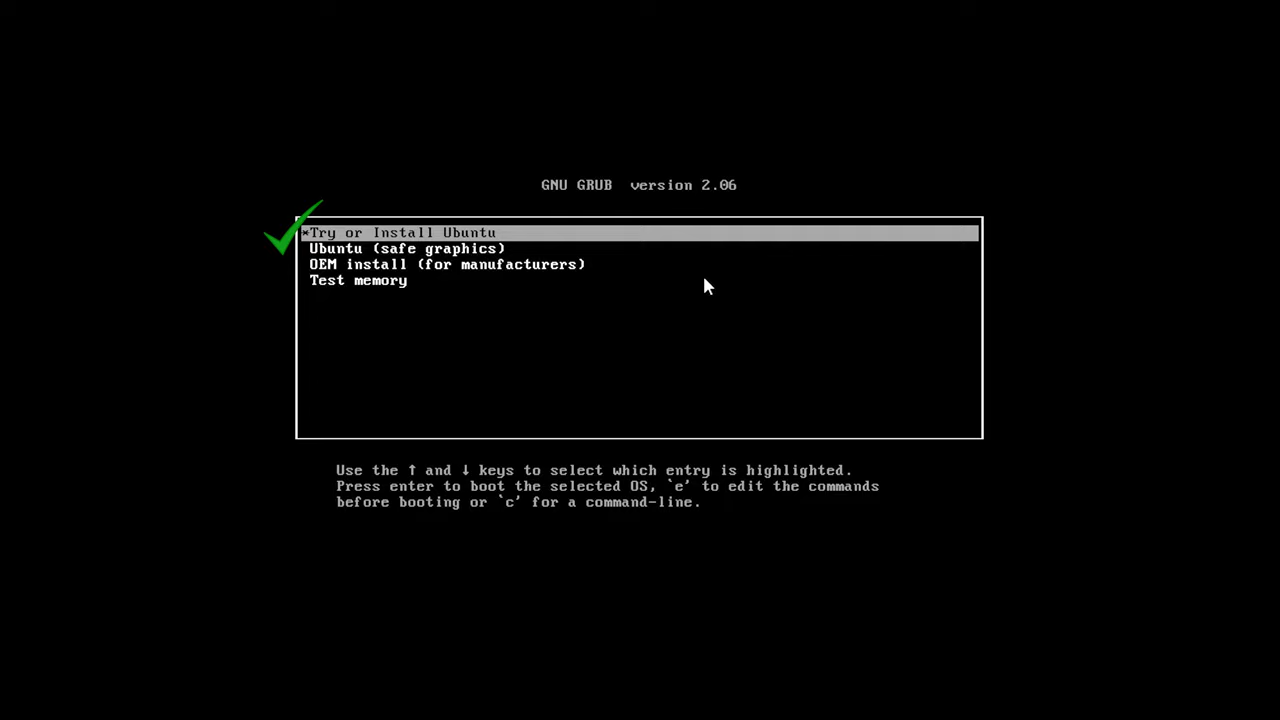 GNU GRUB  version 2.06
*Try or Install Ubuntu
Ubuntu (safe graphics)
OEM install (for manufacturers)
Test memory
Use the ↑ and ↓ keys to select which entry is highlighted.
Press enter to boot the selected OS, `e' to edit the commands
before booting or `c' for a command-line.